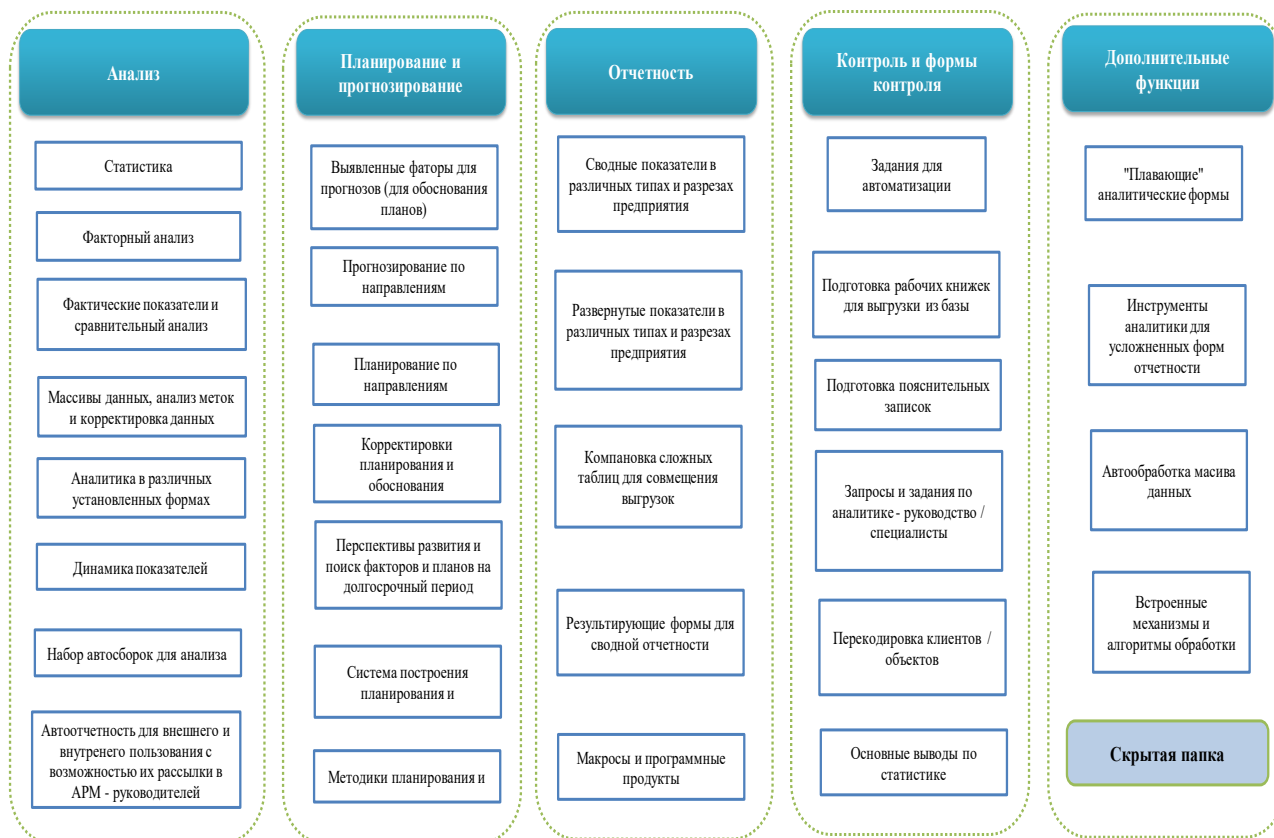 Анализ
Статистика
Факторный анализ
Фактические показатели и
сравнительный анализ
Массивы данных, анализ меток
и корректировка данных
Аналитика в различных
установленных формах
Динамика показателей
Набор автосборок для анализа
Автоотчетность для внешнего и
внутренего пользования с
возможностью их рассылки в
АРМ - руководителей
Планирование и
прогнозирование
Выявленные фаторы для
прогнозов (для обоснования
планов)
Прогнозирование по
направлениям
Планирование по
направлениям
Корректировки
планирования и
обоснования
Перспективы развития и
поиск факторов и планов на
долгосрочный период
Система построения
планирования и
Методики планирования и
Отчетность
Сводные показатели в
различных типах и разрезах
предприятия
Развернутые показатели в
различных типах и разрезах
предприятия
Компановка сложных
таблиц для совмещения
выгрузок
Результирующие формы для
сводной отчетности
Макросы и программные
продукты
Контроль и формы
контроля
Задания для
автоматизации
Подготовка рабочих книжек
для выгрузки из базы
Подготовка пояснительных
записок
Запросы и задания по
аналитике - руководство /
специалисты
Перекодировка клиентов /
объектов
Основные выводы по
статистике
Дополнительные
функции
"Плавающие"
аналитические формы
Инструменты
аналитики для
усложненных форм
отчетности
Автообработка масива
данных
Встроенные
механизмы и
алгоритмы обработки
Скрытая папка